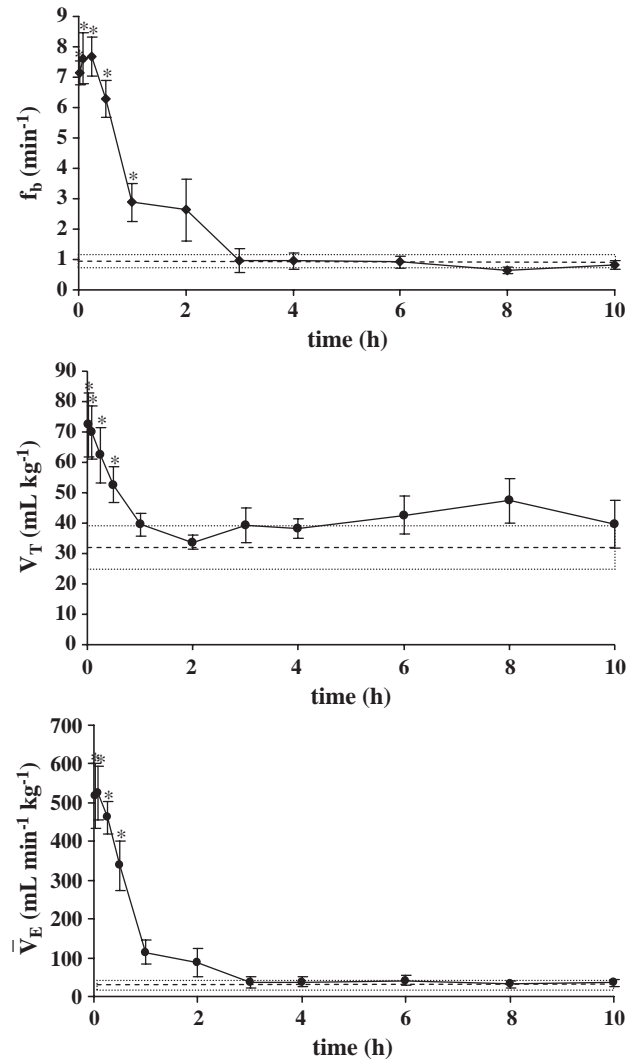 9
8
7
6
5
4
3
2
1
0
f_b (min⁻¹)
* * * * *
0 2 4 6 8 10
time (h)
90
80
70
60
50
40
30
20
10
0
V_T (mL kg⁻¹)
* * * *
0 2 4 6 8 10
time (h)
700
600
500
400
300
200
100
0
V̄_E (mL min⁻¹ kg⁻¹)
* * * *
0 2 4 6 8 10
time (h)